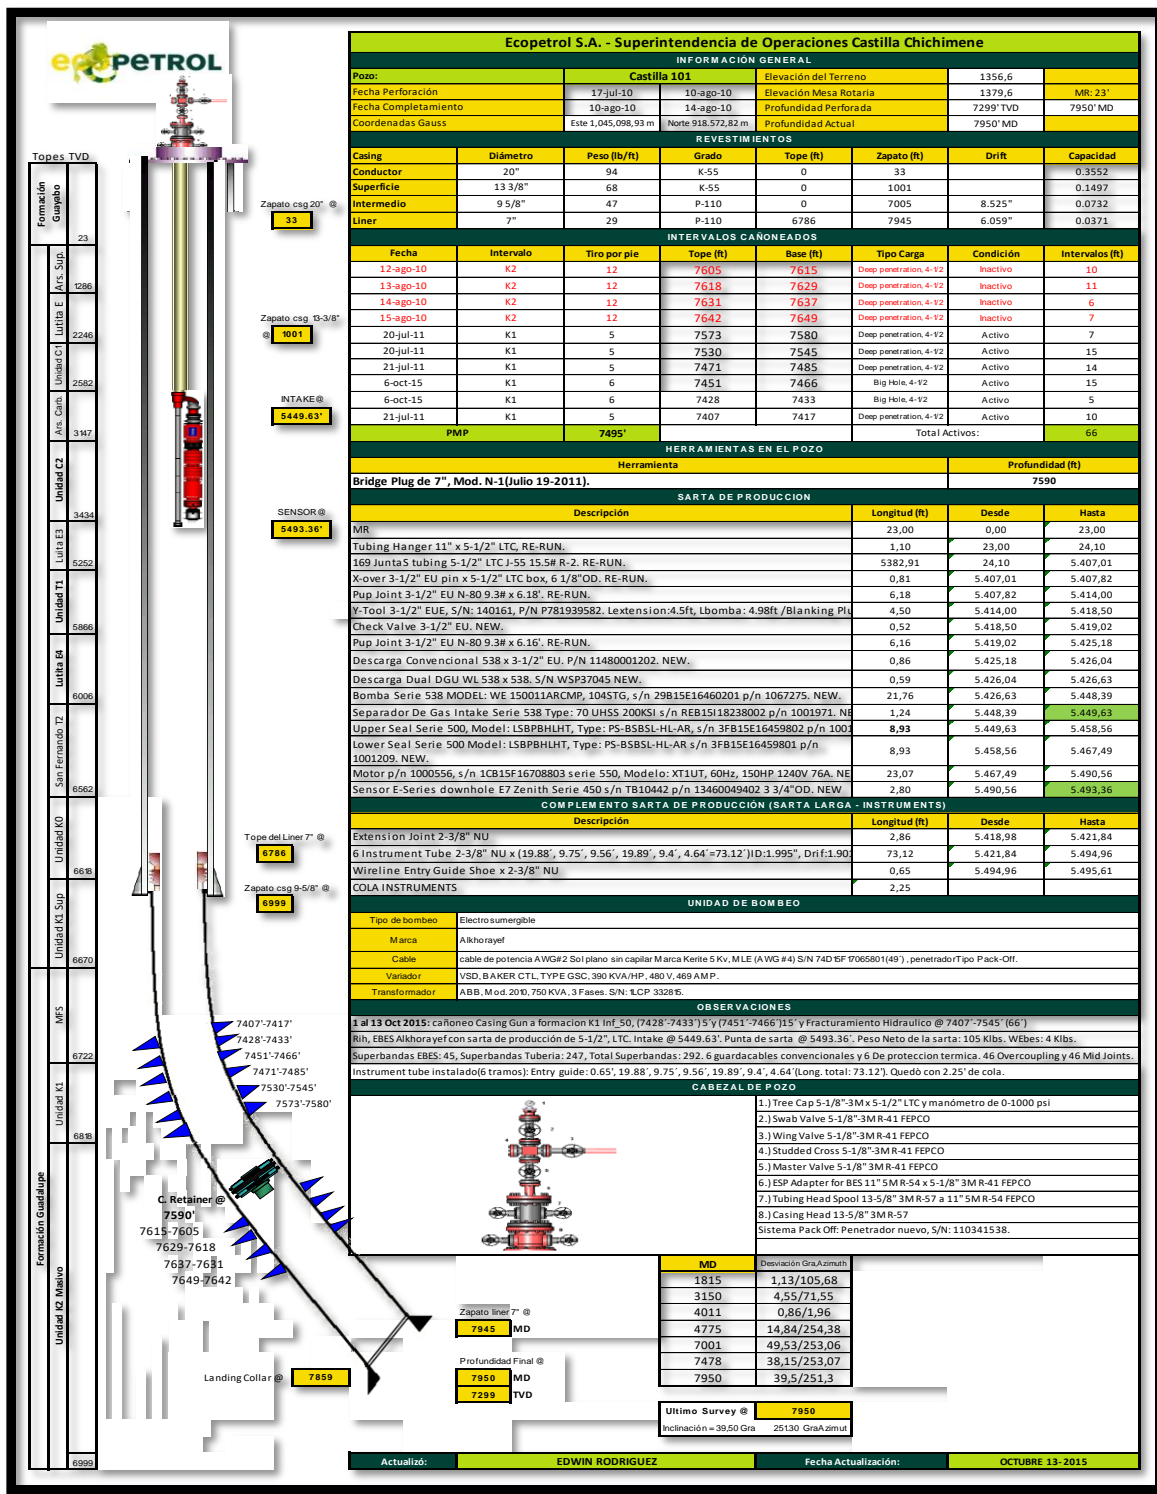 ecopetrol
Ecopetrol S.A. - Superintendencia de Operaciones Castilla Chichimene
INFORMACIÓN GENERAL
Pozo: Castilla 101 Elevación del Terreno 1356,6
Fecha Perforación 17-jul-10 10-ago-10 Elevación Mesa Rotaria 1379,6 MR: 23'
Fecha Completamiento 10-ago-10 14-ago-10 Profundidad Perforada 7299' TVD 7950' MD
Coordenadas Gauss Este 1,045,098,93 m Norte 918.572,82 m Profundidad Actual 7950' MD
REVESTIMIENTOS
Casing Diámetro Peso (lb/ft) Grado Tope (ft) Zapato (ft) Drift Capacidad
Conductor 20" 94 K-55 0 33 0.3552
Superficie 13 3/8" 68 K-55 0 1001 0.1497
Intermedio 9 5/8" 47 P-110 0 7005 8.525" 0.0732
Liner 7" 29 P-110 6786 7945 6.059" 0.0371
INTERVALOS CAÑONEADOS
Fecha Intervalo Tiro por pie Tope (ft) Base (ft) Tipo Carga Condición Intervalos (ft)
12-ago-10 K2 12 7605 7615 Deep penetration, 4-1/2 Inactivo 10
13-ago-10 K2 12 7618 7629 Deep penetration, 4-1/2 Inactivo 11
14-ago-10 K2 12 7631 7637 Deep penetration, 4-1/2 Inactivo 6
15-ago-10 K2 12 7642 7649 Deep penetration, 4-1/2 Inactivo 7
20-jul-11 K1 5 7573 7580 Deep penetration, 4-1/2 Activo 7
20-jul-11 K1 5 7530 7545 Deep penetration, 4-1/2 Activo 15
21-jul-11 K1 5 7471 7485 Deep penetration, 4-1/2 Activo 14
6-oct-15 K1 6 7451 7466 Big Hole, 4-1/2 Activo 15
6-oct-15 K1 6 7428 7433 Big Hole, 4-1/2 Activo 5
21-jul-11 K1 5 7407 7417 Deep penetration, 4-1/2 Activo 10
PMP 7495' Total Activos: 66
HERRAMIENTAS EN EL POZO
Herramienta Profundidad (ft)
Bridge Plug de 7", Mod. N-1(Julio 19-2011). 7590
SARTA DE PRODUCCION
Descripción Longitud (ft) Desde Hasta
MR 23,00 0,00 23,00
Tubing Hanger 11" x 5-1/2" LTC, RE-RUN. 1,10 23,00 24,10
169 JuntaS tubing 5-1/2" LTC J-55 15.5# R-2. RE-RUN. 5382,91 24,10 5.407,01
X-over 3-1/2" EU pin x 5-1/2" LTC box, 6 1/8"OD. RE-RUN. 0,81 5.407,01 5.407,82
Pup Joint 3-1/2" EU N-80 9.3# x 6.18'. RE-RUN. 6,18 5.407,82 5.414,00
Y-Tool 3-1/2" EUE, S/N: 140161, P/N P781939582. Lextension:4.5ft, Lbomba: 4.98ft /Blanking Plu 4,50 5.414,00 5.418,50
Check Valve 3-1/2" EU. NEW. 0,52 5.418,50 5.419,02
Pup Joint 3-1/2" EU N-80 9.3# x 6.16'. RE-RUN. 6,16 5.419,02 5.425,18
Descarga Convencional 538 x 3-1/2" EU. P/N 11480001202. NEW. 0,86 5.425,18 5.426,04
Descarga Dual DGU WL 538 x 538. S/N WSP37045 NEW. 0,59 5.426,04 5.426,63
Bomba Serie 538 MODEL: WE 150011ARCMP, 104STG, s/n 29B15E16460201 p/n 1067275. NEW. 21,76 5.426,63 5.448,39
Separador De Gas Intake Serie 538 Type: 70 UHSS 200KSI s/n REB15I18238002 p/n 1001971. NE 1,24 5.448,39 5.449,63
Upper Seal Serie 500, Model: LSBPBHLHT, Type: PS-BSBSL-HL-AR, s/n 3FB15E16459802 p/n 1001 8,93 5.449,63 5.458,56
Lower Seal Serie 500 Model: LSBPBHLHT, Type: PS-BSBSL-HL-AR s/n 3FB15E16459801 p/n
1001209. NEW. 8,93 5.458,56 5.467,49
Motor p/n 1000556, s/n 1CB15F16708803 serie 550, Modelo: XT1UT, 60Hz, 150HP 1240V 76A. NE 23,07 5.467,49 5.490,56
Sensor E-Series downhole E7 Zenith Serie 450 s/n TB10442 p/n 13460049402 3 3/4"OD. NEW 2,80 5.490,56 5.493,36
COMPLEMENTO SARTA DE PRODUCCIÓN (SARTA LARGA - INSTRUMENTS)
Descripción Longitud (ft) Desde Hasta
Extension Joint 2-3/8" NU 2,86 5.418,98 5.421,84
6 Instrument Tube 2-3/8" NU x (19.88´, 9.75´, 9.56´, 19.89´, 9.4´, 4.64´=73.12´)ID:1.995", Drif:1.901 73,12 5.421,84 5.494,96
Wireline Entry Guide Shoe x 2-3/8" NU 0,65 5.494,96 5.495,61
COLA INSTRUMENTS 2,25
UNIDAD DE BOMBEO
Tipo de bombeo Electrosumergible
Marca Alkhorayef
Cable cable de potencia AWG#2 Sol plano sin capilar Marca Kerite 5 Kv, MLE (AWG #4) S/N 74D15F17065801(49´), penetrador Tipo Pack-Off.
Variador VSD, BAKER CTL, TYPE GSC, 390 KVA/HP, 480 V, 469 AMP.
Transformador ABB, Mod. 2010, 750 KVA, 3 Fases. S/N: 1LCP 332815.
OBSERVACIONES
1 al 13 Oct 2015: cañoneo Casing Gun a formacion K1 Inf_50, (7428´-7433´)5´y (7451´-7466´)15´y Fracturamiento Hidraulico @ 7407´-7545´ (66´)
Rih, EBES Alkhorayef con sarta de producción de 5-1/2", LTC. Intake @ 5449.63'. Punta de sarta @ 5493.36´. Peso Neto de la sarta: 105 Klbs. WEbes: 4 Klbs.
Superbandas EBES: 45, Superbandas Tuberia: 247, Total Superbandas: 292. 6 guardacables convencionales y 6 De proteccion termica. 46 Overcoupling y 46 Mid Joints.
Instrument tube instalado(6 tramos): Entry guide: 0.65', 19.88´, 9.75´, 9.56´, 19.89´, 9.4´, 4.64´(Long. total: 73.12'). Quedò con 2.25' de cola.
CABEZAL DE POZO
1.) Tree Cap 5-1/8"-3M x 5-1/2" LTC y manómetro de 0-1000 psi
2.) Swab Valve 5-1/8"-3M R-41 FEPCO
3.) Wing Valve 5-1/8"-3M R-41 FEPCO
4.) Studded Cross 5-1/8"-3M R-41 FEPCO
5.) Master Valve 5-1/8" 3M R-41 FEPCO
6.) ESP Adapter for BES 11" 5M R-54 x 5-1/8" 3M R-41 FEPCO
7.) Tubing Head Spool 13-5/8" 3M R-57 a 11" 5M R-54 FEPCO
8.) Casing Head 13-5/8" 3M R-57
Sistema Pack Off: Penetrador nuevo, S/N: 110341538.
MD Desviación Gra,Azimuth
1815 1,13/105,68
3150 4,55/71,55
4011 0,86/1,96
4775 14,84/254,38
7001 49,53/253,06
7478 38,15/253,07
7950 39,5/251,3
Ultimo Survey @ 7950
Inclinación = 39,50 Gra 251.30 GraAzimut
Actualizó: EDWIN RODRIGUEZ Fecha Actualización: OCTUBRE 13-2015
Topes TVD
Formación Guayabo 23
Ars. Sup. 1286
Lutita E 2246
Unidad C1 2582
Ars. Carb. 3147
Unidad C2 3434
Luita E3 5252
Unidad T1 5866
Lutita E4 6006
San Fernando T2 6562
Unidad K0 6618
Unidad K1 Sup 6670
MFS 6722
Unidad K1 6818
Formación Guadalupe
Unidad K2 Masivo 6999
Zapato csg 20" @
33
Zapato csg 13-3/8"
@ 1001
INTAKE@
5449.63'
SENSOR@
5493.36'
Tope del Liner 7" @
6786
Zapato csg 9-5/8" @
6999
7407'-7417'
7428'-7433'
7451'-7466'
7471'-7485'
7530'-7545'
7573'-7580'
C. Retainer @
7590'
7615-7605
7629-7618
7637-7631
7649-7642
Zapato liner 7" @
7945 MD
Profundidad Final @
7950 MD
7299 TVD
Landing Collar @ 7859